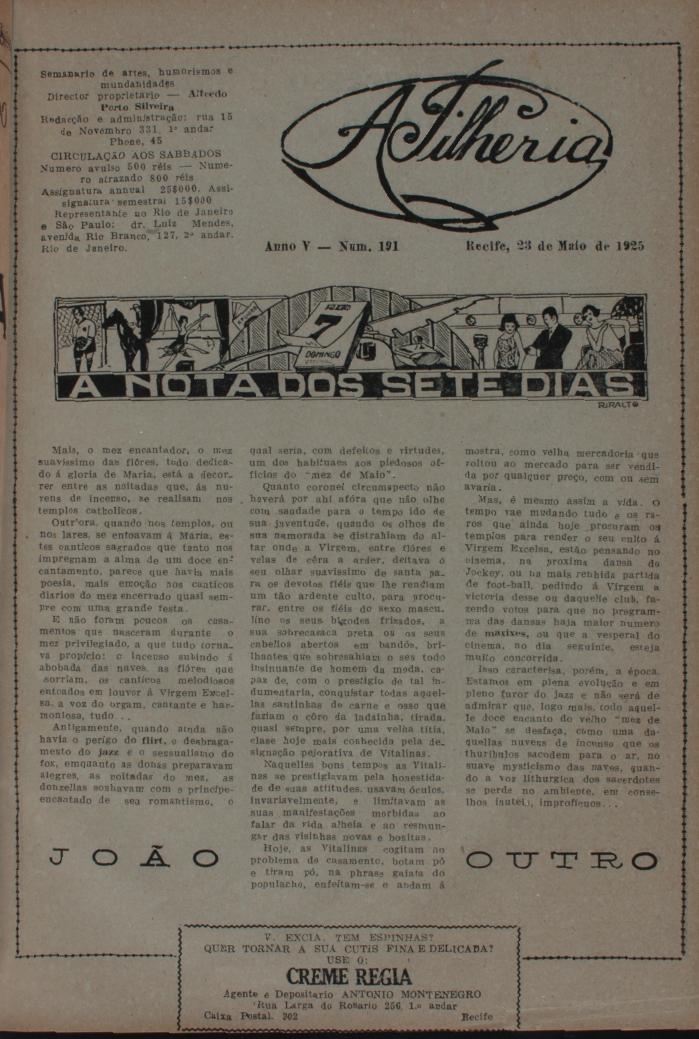 Semanario de artes, humorismos e
mundanidades
Director proprietario — Alfredo
Porto Silveira
Redacção e administração: rua 15
de Novembro 331, 1º andar
Phone, 45
CIRCULAÇÃO AOS SABBADOS
Numero avulso 500 réis — Nume-
ro atrazado 800 réis
Assignatura annual 25$000. Assi-
signatura semestral 15$000
Representante no Rio de Janeiro
e São Paulo: dr. Luiz Mendes,
avenida Rio Branco, 127, 2º andar.
Rio de Janeiro.
A Pilheria
Anno V — Num. 191
Recife, 23 de Maio de 1925
7
DOMINGO
A NOTA DOS SETE DIAS
RIRALTO
Maio, o mez encantador, o mez
suavissimo das flôres, todo dedica-
do á gloria de Maria, está a decor-
rer entre as noitadas que, ás nu-
vens de incenso, se realisam nos
templos catholicos.
Outr'ora, quando nos templos, ou
nos lares, se entoavam á Maria, es-
tes canticos sagrados que tanto nos
impregnam a alma de um doce en-
cantamento, parece que havia mais
poesia, mais emoção nos canticos
diarios do mez encerrado quasi sem-
pre com uma grande festa.
E não foram poucos os casa-
mentos que nasceram durante o
mez privilegiado, a que tudo torna-
va propicio: o incenso subindo á
abobada das naves, as flôres que
sorriam, os canticos melodiosos
entoados em louvor á Virgem Excel-
sa, a voz do orgam, cantante e har-
moniosa, tudo...
Antigamente, quando ainda não
havia o perigo do flirt, o desbraga-
mento do jazz e o sensualismo do
fox, emquanto as donas preparavam
alegres, as noitadas do mez, as
donzellas sonhavam com o principe-
encantado de seu romantismo, o
qual seria, com defeitos e virtudes,
um dos habituaes aos piedosos of-
ficios do "mez de Maio".
Quanto coronel circumspecto não
haverá por ahi afóra que não olhe
com saudade para o tempo ido de
sua juventude, quando os olhos de
sua namorada se distrahiam do al-
tar onde a Virgem, entre flôres e
velas de cêra a arder, deitava o
seu olhar suavissimo de santa pa-
ra os devotos fiéis que lhe rendiam
um tão ardente culto, para procu-
rar, entre os fiéis do sexo mascu-
lino os seus bigodes frizados, a
sua sobrecasaca preta ou os seus
cabellos abertos em bandós, bri-
lhantes que sobresahiam o seu todo
insinuante de homem da moda, ca-
paz de, com o prestigio de tal in-
dumentaria, conquistar todas aquel-
las santinhas de carne e osso que
faziam o côro da ladainha, tirada,
quasi sempre, por uma velha titia,
clase hoje mais conhecida pela de-
signação pejorativa de Vitalinas.
Naquelles bons tempos as Vitali-
nas se prestigiavam pela honestida-
de de suas attitudes, usavam óculos,
invariavelmente, e limitavam as
suas manifestações morbidas ao
falar da vida alheia e ao resmun-
gar das visinhas novas e bonitas.
Hoje, as Vitalinas cogitam no
problema do casamento, botam pó
e tiram pó, na phrase gaiata do
populacho, enfeitam-se e andam á
mostra, como velha mercadoria que
voltou ao mercado para ser vendi-
da por qualquer preço, com ou sem
avaria.
Mas, é mesmo assim a vida. O
tempo vae mudando tudo e os ra-
ros que ainda hoje procuram os
templos para render o seu culto á
Virgem Excelsa, estão pensando no
cinema, na proxima dansa do
Jockey, ou na mais renhida partida
de foot-ball, pedindo á Virgem a
victoria desse ou daquelle club, fa-
zendo votos para que no program-
ma das dansas haja maior numero
de maxixes, ou que a vesperal do
cinema, no dia seguinte, esteja
muito concorrida.
Isso caracterisa, porém, a época.
Estamos em plena evolução e em
pleno furor do jazz e não será de
admirar que, logo mais, todo aquel-
le doce encanto do velho "mez de
Maio" se desfaça, como uma da-
quellas nuvens de incenso que os
thuribulos sacodem para o ar, no
suave mysticismo das naves, quan-
do a voz lithurgica dos sacerdotes
se perde no ambiente, em conse-
lhos inuteis, improficuos...
JOÃO OUTRO
V. EXCIA. TEM ESPINHAS?
QUER TORNAR A SUA CUTIS FINA E DELICADA?
USE O:
CREME REGIA
Agente e Depositario ANTONIO MONTENEGRO
Rua Larga do Rosario 256, 1.º andar
Caixa Postal. 302 Recife